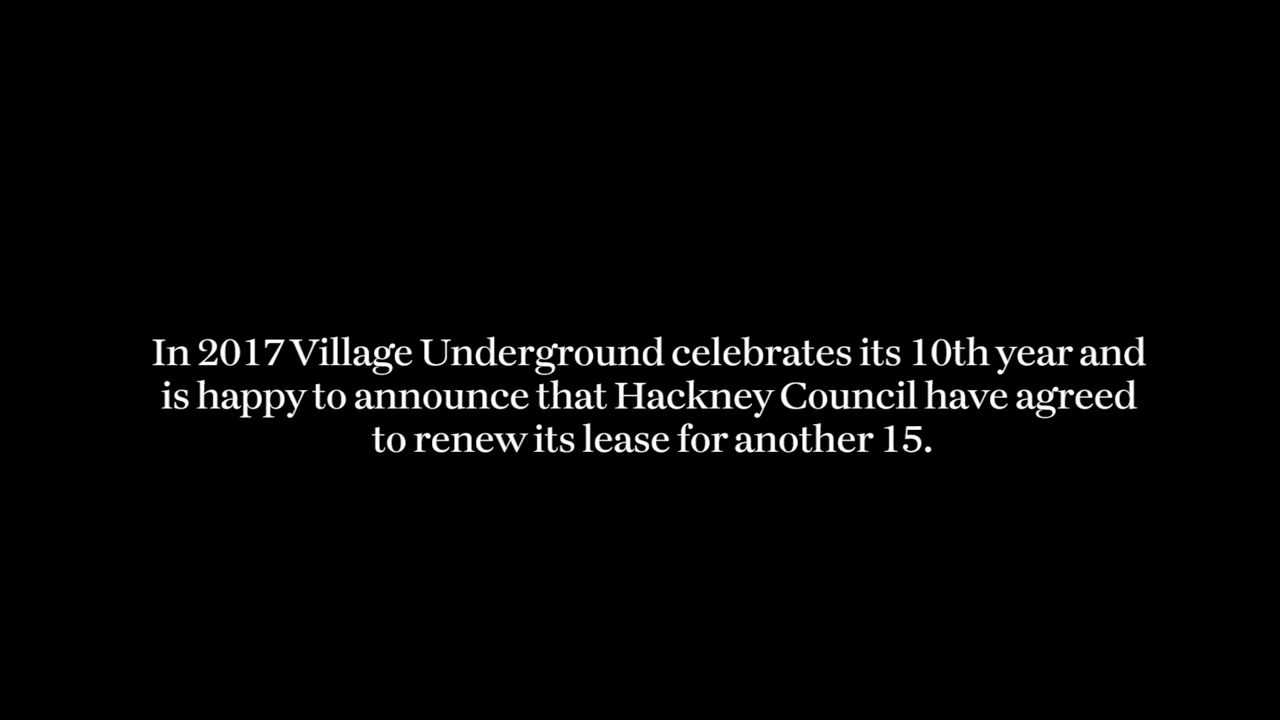 In 2017 Village Underground celebrates its 10th year and
is happy to announce that Hackney Council have agreed
to renew its lease for another 15.